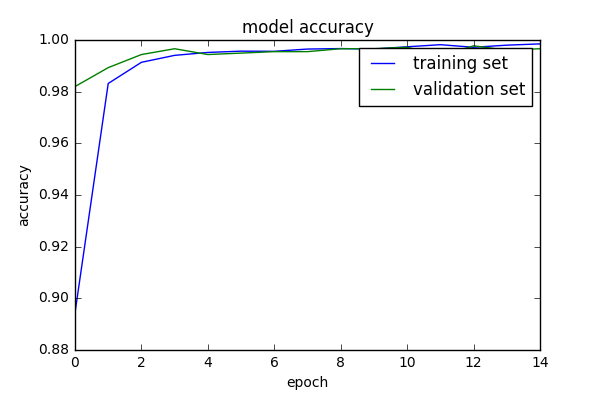 model accuracy
1.00
0.98
0.96
0.94
0.92
0.90
0.88
accuracy
training set
validation set
0 2 4 6 8 10 12 14
epoch